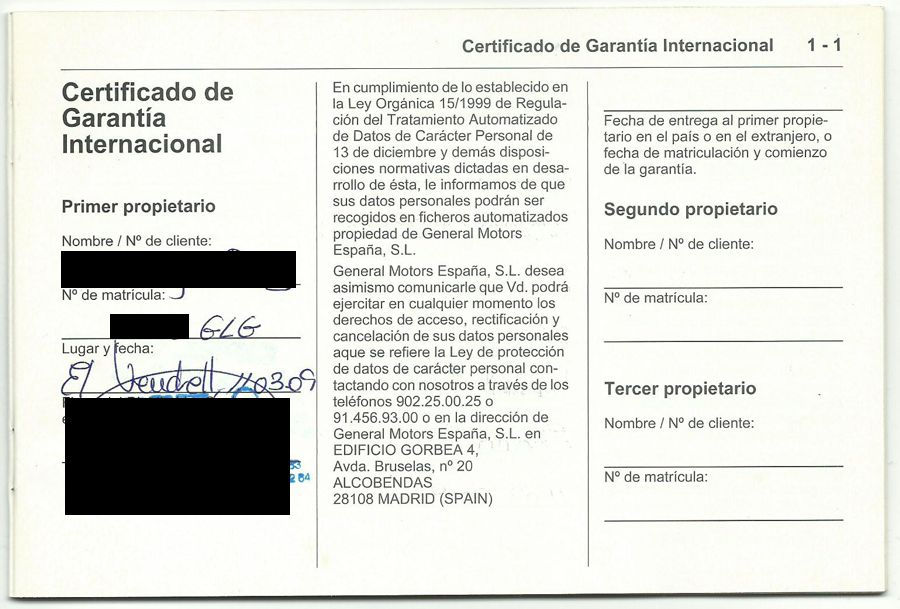 Certificado de Garantía Internacional 1 - 1
Certificado de
Garantía
Internacional
Primer propietario
Nombre / Nº de cliente:
Nº de matrícula:
GLG
Lugar y fecha:
El Vendrell, 03.09
En cumplimiento de lo establecido en
la Ley Orgánica 15/1999 de Regula-
ción del Tratamiento Automatizado
de Datos de Carácter Personal de
13 de diciembre y demás disposi-
ciones normativas dictadas en desa-
rrollo de ésta, le informamos de que
sus datos personales podrán ser
recogidos en ficheros automatizados
propiedad de General Motors
España, S.L.
General Motors España, S.L. desea
asimismo comunicarle que Vd. podrá
ejercitar en cualquier momento los
derechos de acceso, rectificación y
cancelación de sus datos personales
aque se refiere la Ley de protección
de datos de carácter personal con-
tactando con nosotros a través de los
teléfonos 902.25.00.25 o
91.456.93.00 o en la dirección de
General Motors España, S.L. en
EDIFICIO GORBEA 4,
Avda. Bruselas, nº 20
ALCOBENDAS
28108 MADRID (SPAIN)
Fecha de entrega al primer propie-
tario en el país o en el extranjero, o
fecha de matriculación y comienzo
de la garantía.
Segundo propietario
Nombre / Nº de cliente:
Nº de matrícula:
Tercer propietario
Nombre / Nº de cliente:
Nº de matrícula: